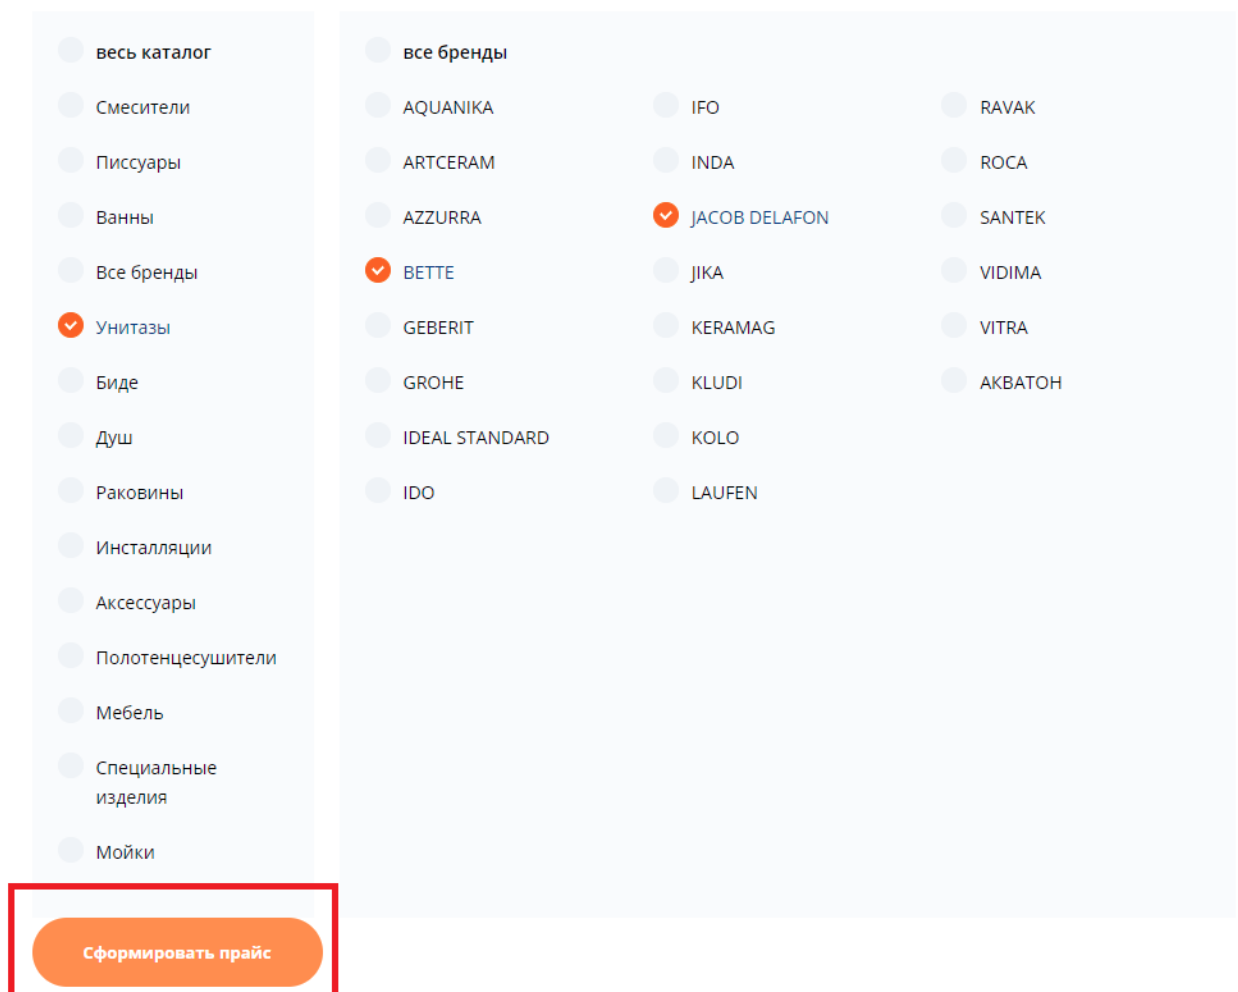 весь каталог
Смесители
Писсуары
Ванны
Все бренды
Унитазы
Биде
Душ
Раковины
Инсталляции
Аксессуары
Полотенцесушители
Мебель
Специальные
изделия
Мойки
все бренды
AQUANIKA
ARTCERAM
AZZURRA
BETTE
GEBERIT
GROHE
IDEAL STANDARD
IDO
IFO
INDA
JACOB DELAFON
JIKA
KERAMAG
KLUDI
KOLO
LAUFEN
RAVAK
ROCA
SANTEK
VIDIMA
VITRA
АКВАТОН
Сформировать прайс